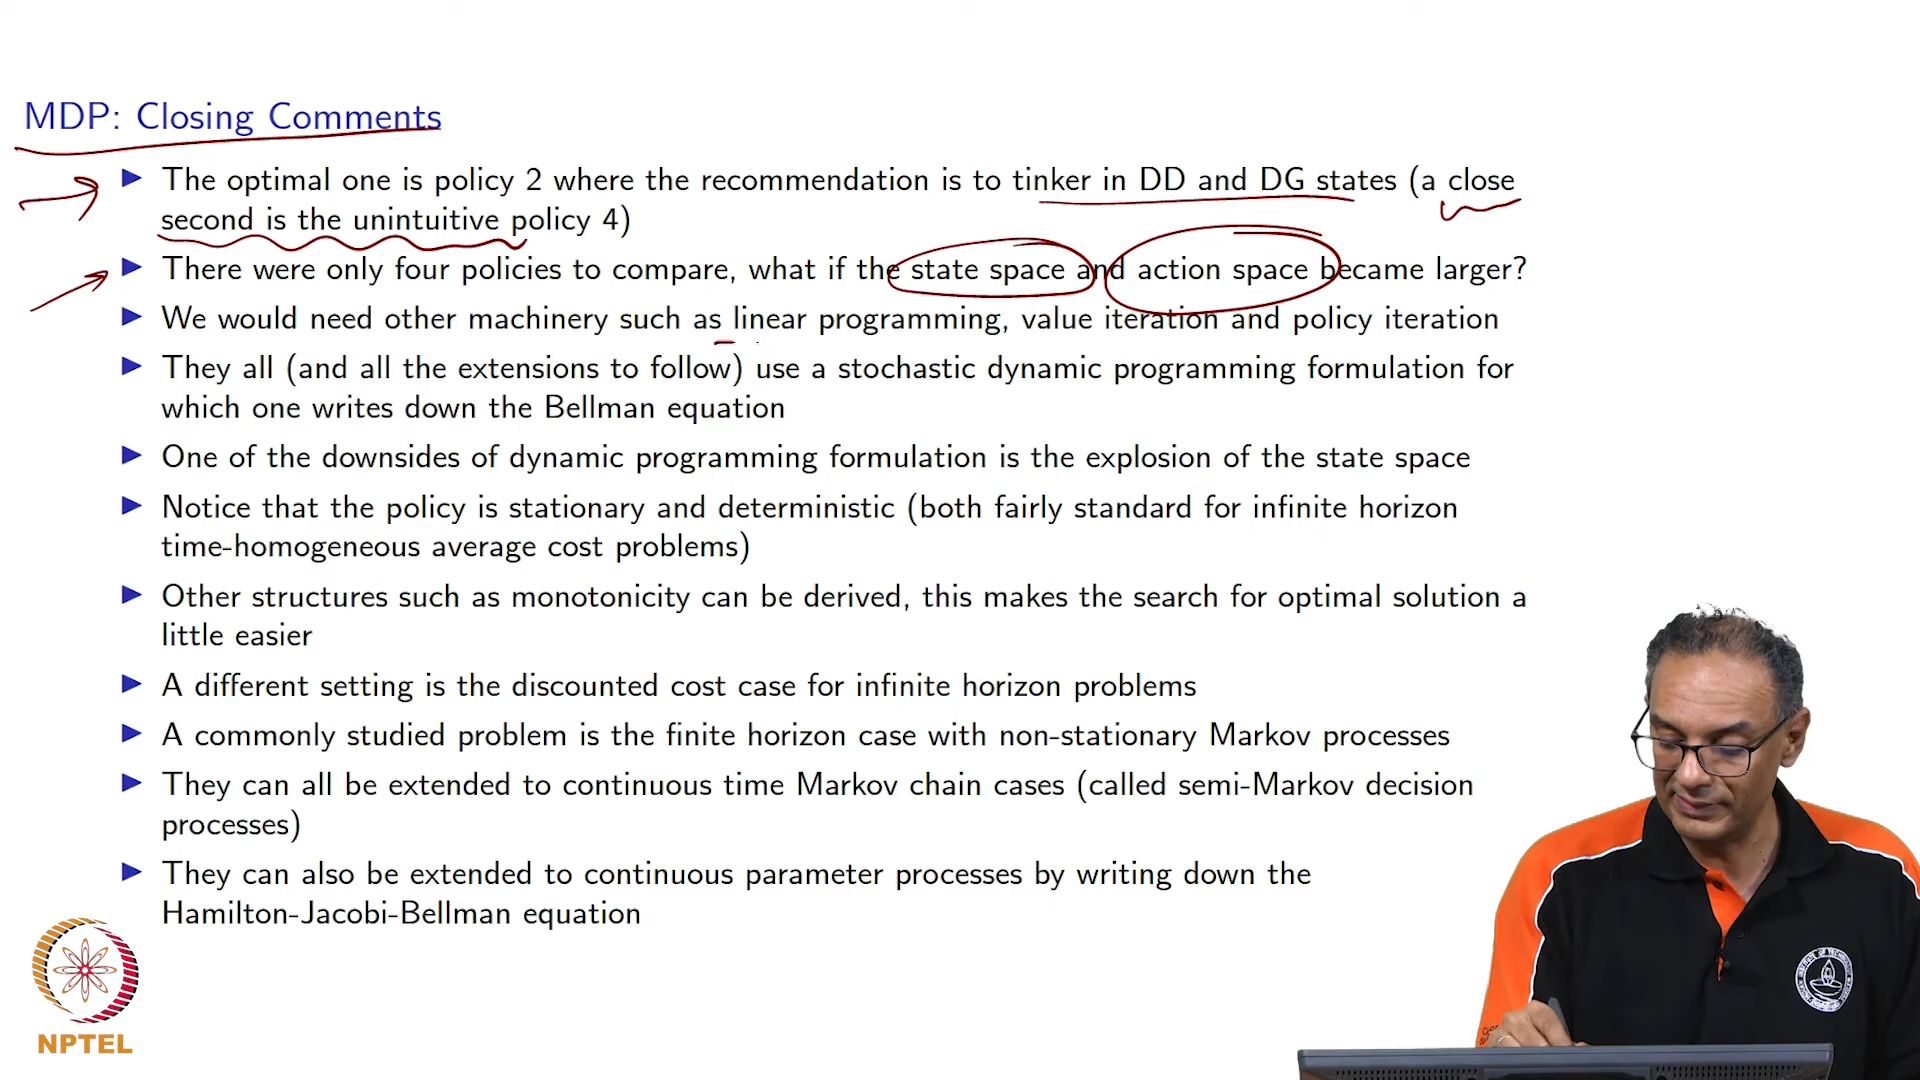 MDP: Closing Comments
The optimal one is policy 2 where the recommendation is to tinker in DD and DG states (a close
second is the unintuitive policy 4)
There were only four policies to compare, what if the state space and action space became larger?
We would need other machinery such as linear programming, value iteration and policy iteration
They all (and all the extensions to follow) use a stochastic dynamic programming formulation for
which one writes down the Bellman equation
One of the downsides of dynamic programming formulation is the explosion of the state space
Notice that the policy is stationary and deterministic (both fairly standard for infinite horizon
time-homogeneous average cost problems)
Other structures such as monotonicity can be derived, this makes the search for optimal solution a
little easier
A different setting is the discounted cost case for infinite horizon problems
A commonly studied problem is the finite horizon case with non-stationary Markov processes
They can all be extended to continuous time Markov chain cases (called semi-Markov decision
processes)
They can also be extended to continuous parameter processes by writing down the
Hamilton-Jacobi-Bellman equation
NPTEL